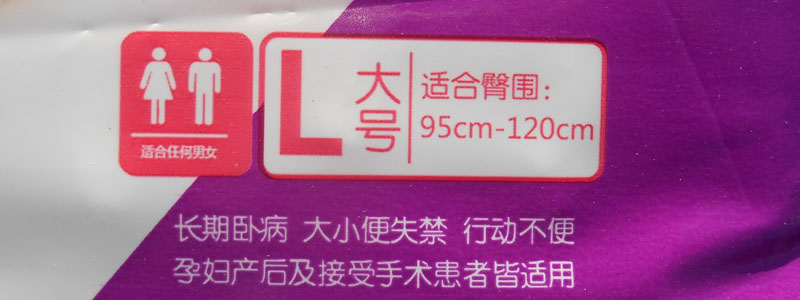 适合任何男女
L 大号
适合臀围：
95cm-120cm
长期卧病 大小便失禁 行动不便
孕妇产后及接受手术患者皆适用